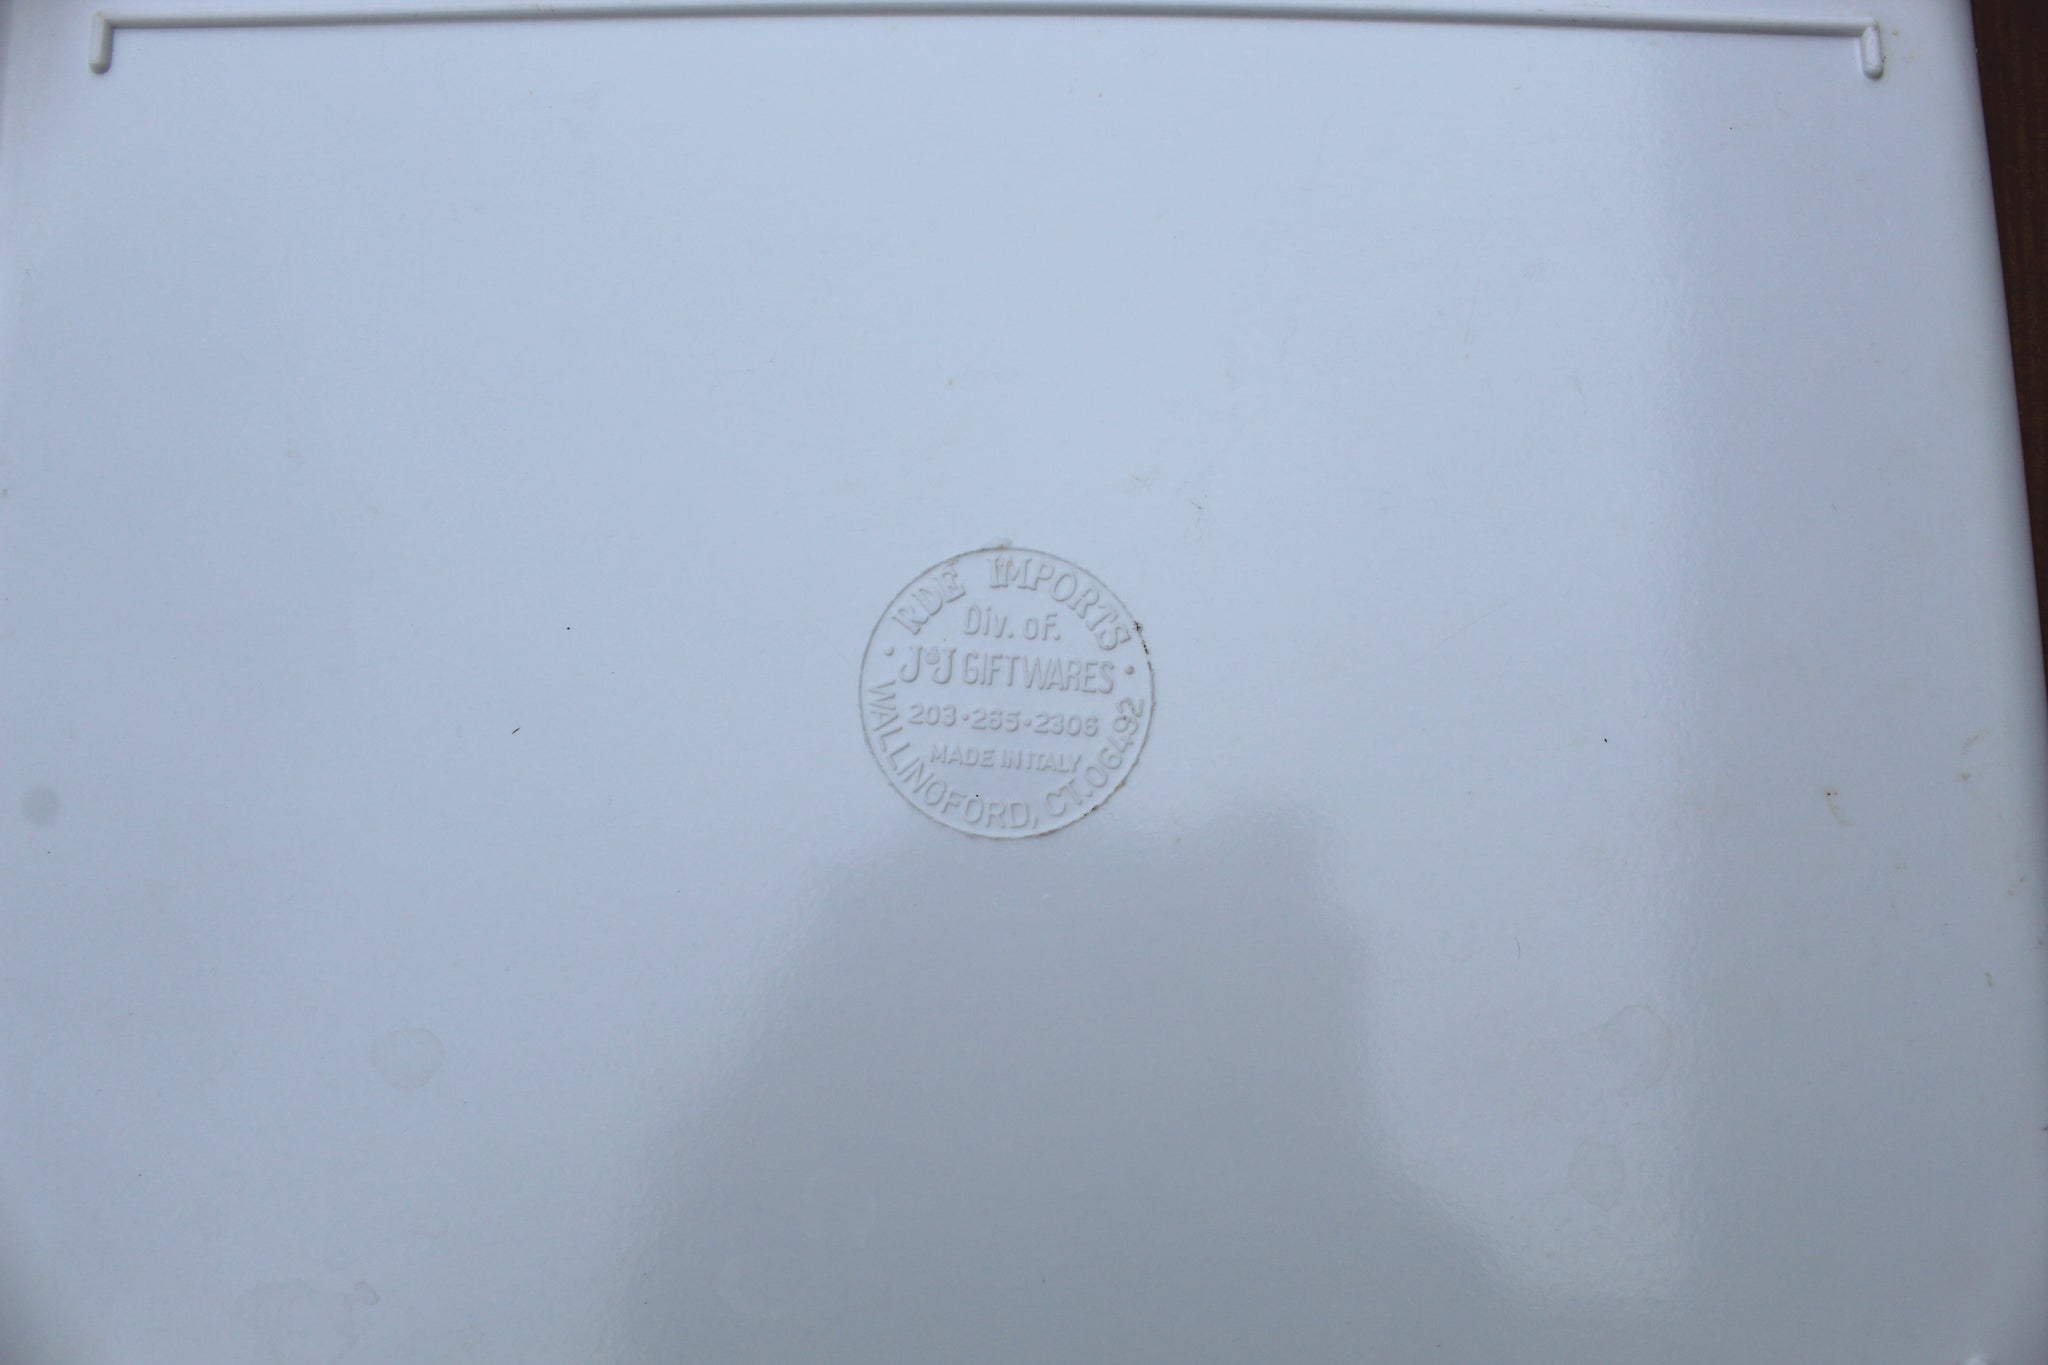 RDE IMPORTS
Div. of.
J&J GIFTWARES
203•265•2306
MADE IN ITALY
WALLINGFORD, CT. 06492